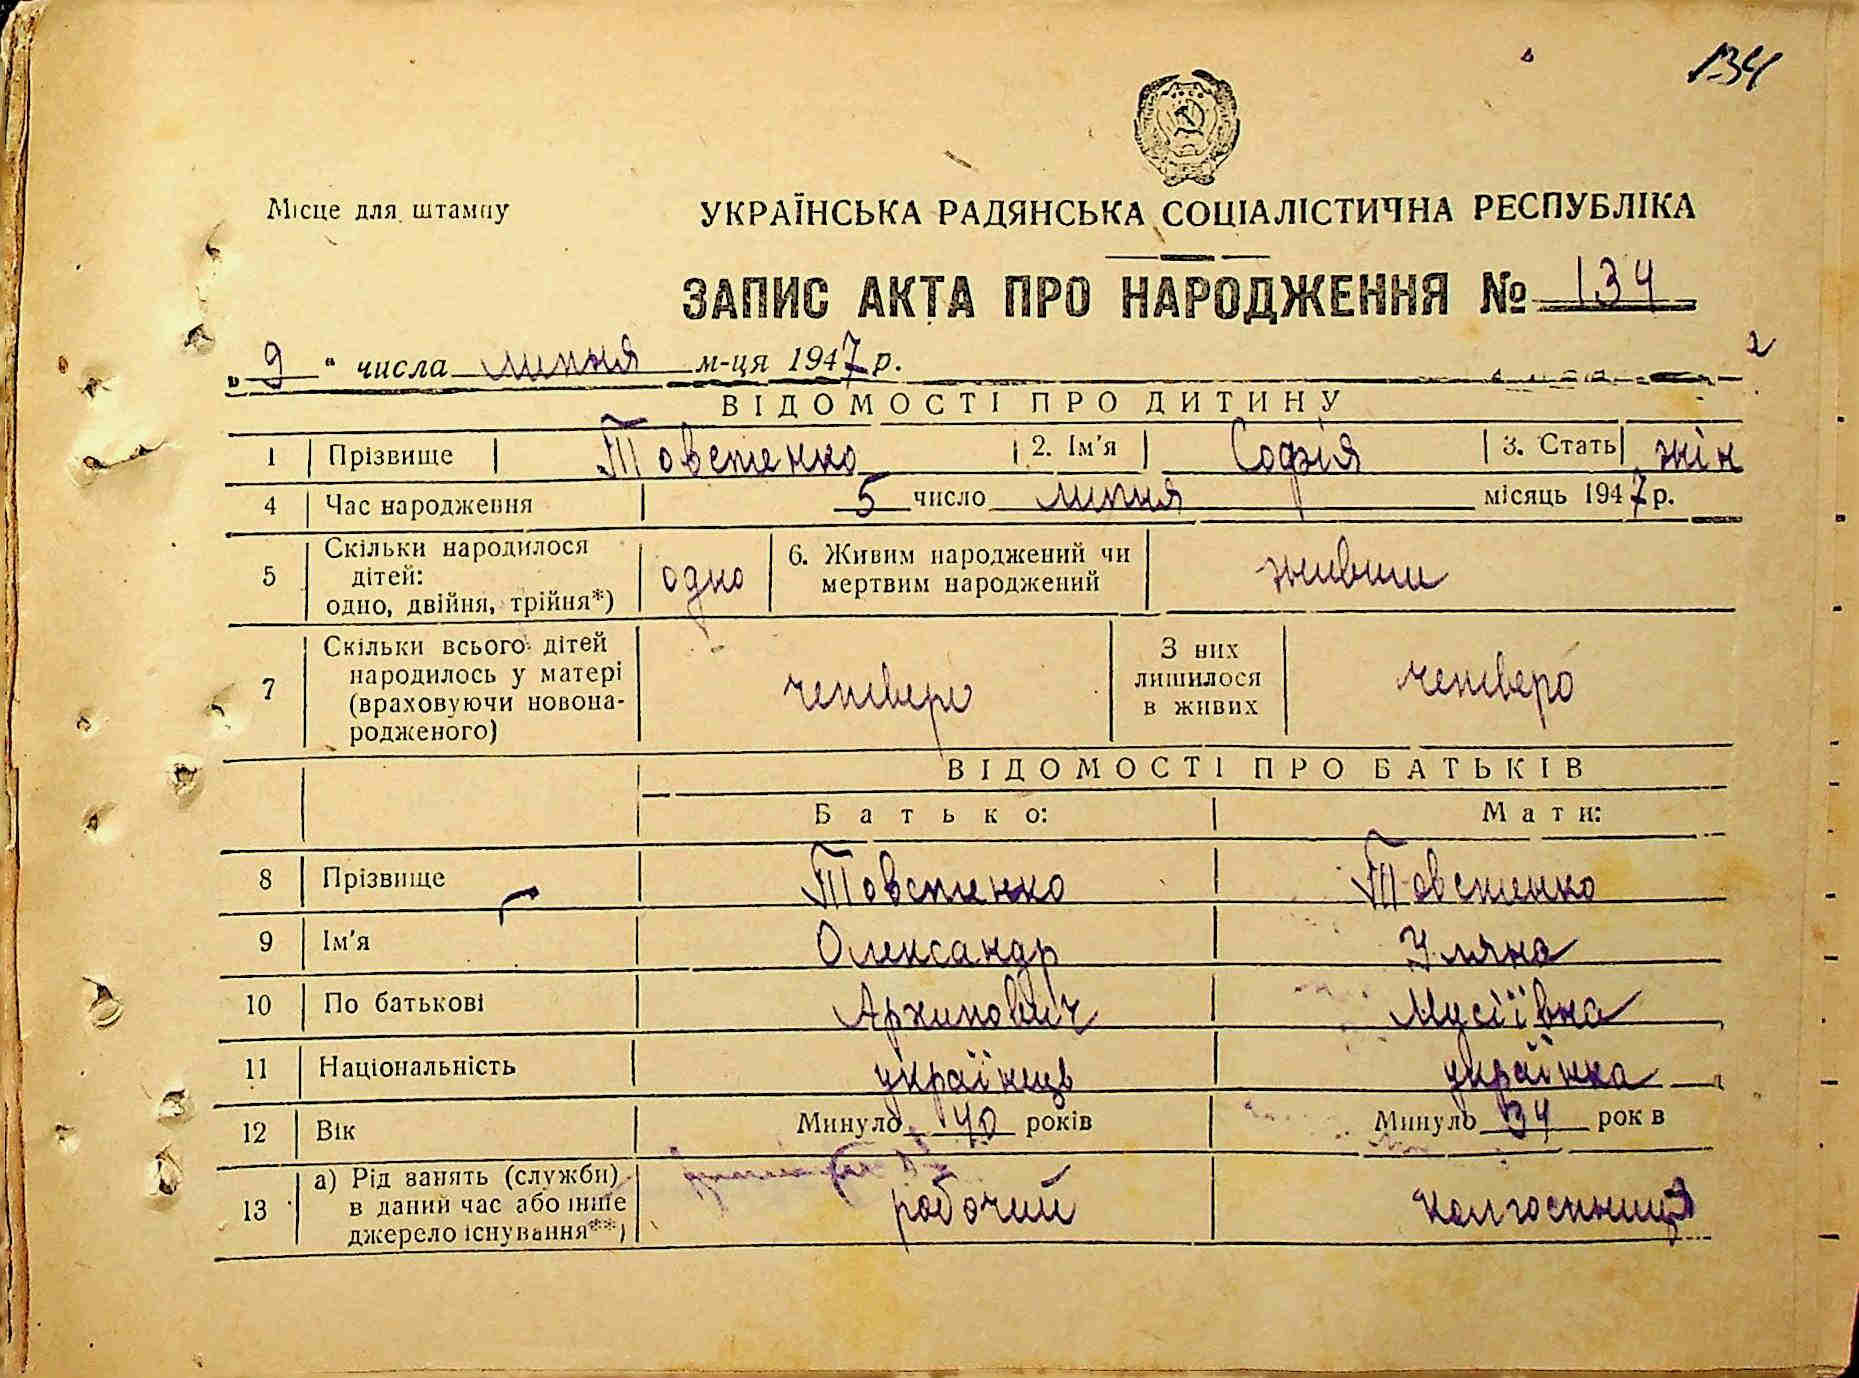 134
Місце для штампу
УКРАЇНСЬКА РАДЯНСЬКА СОЦІАЛІСТИЧНА РЕСПУБЛІКА
ЗАПИС АКТА ПРО НАРОДЖЕННЯ № 134
„9“ числа липня м-ця 1947 р.
ВІДОМОСТІ ПРО ДИТИНУ
1 Прізвище Товстенко 2. Ім'я Софія 3. Стать жін
4 Час народження 5 число липня місяць 1947 р.
5 Скільки народилося
дітей:
одно, двійня, трійня*)
одно
6. Живим народжений чи
мертвим народжений
живим
7 Скільки всього дітей
народилось у матері
(враховуючи новона-
родженого)
четверо
З них
лишилося
в живих
четверо
ВІДОМОСТІ ПРО БАТЬКІВ
Батько: Мати:
8 Прізвище Товстенко Товстенко
9 Ім'я Олександр Уляна
10 По батькові Архипович Мусіївна
11 Національність українець українка
12 Вік Минуло 40 років Минуло 34 рок в
13 а) Рід занять (служби)
в даний час або інше
джерело існування**)
робочий колгоспниця